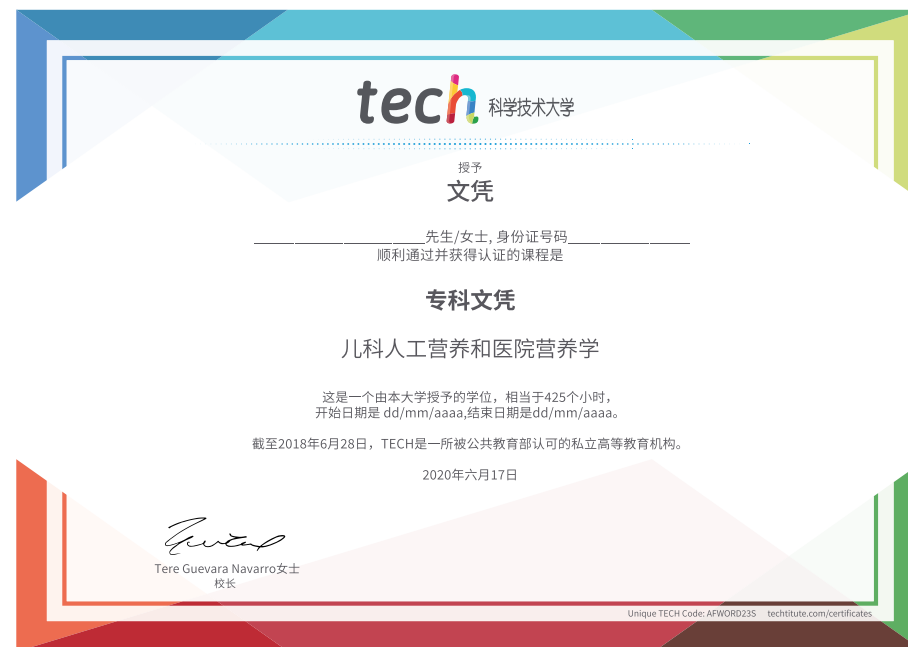 tech 科学技术大学
授予
文凭
先生/女士, 身份证号码
顺利通过并获得认证的课程是
专科文凭
儿科人工营养和医院营养学
这是一个由本大学授予的学位，相当于425个小时，
开始日期是 dd/mm/aaaa,结束日期是dd/mm/aaaa。
截至2018年6月28日，TECH是一所被公共教育部认可的私立高等教育机构。
2020年六月17日
Tere Guevara Navarro女士
校长
Unique TECH Code: AFWORD23S techtitute.com/certificates